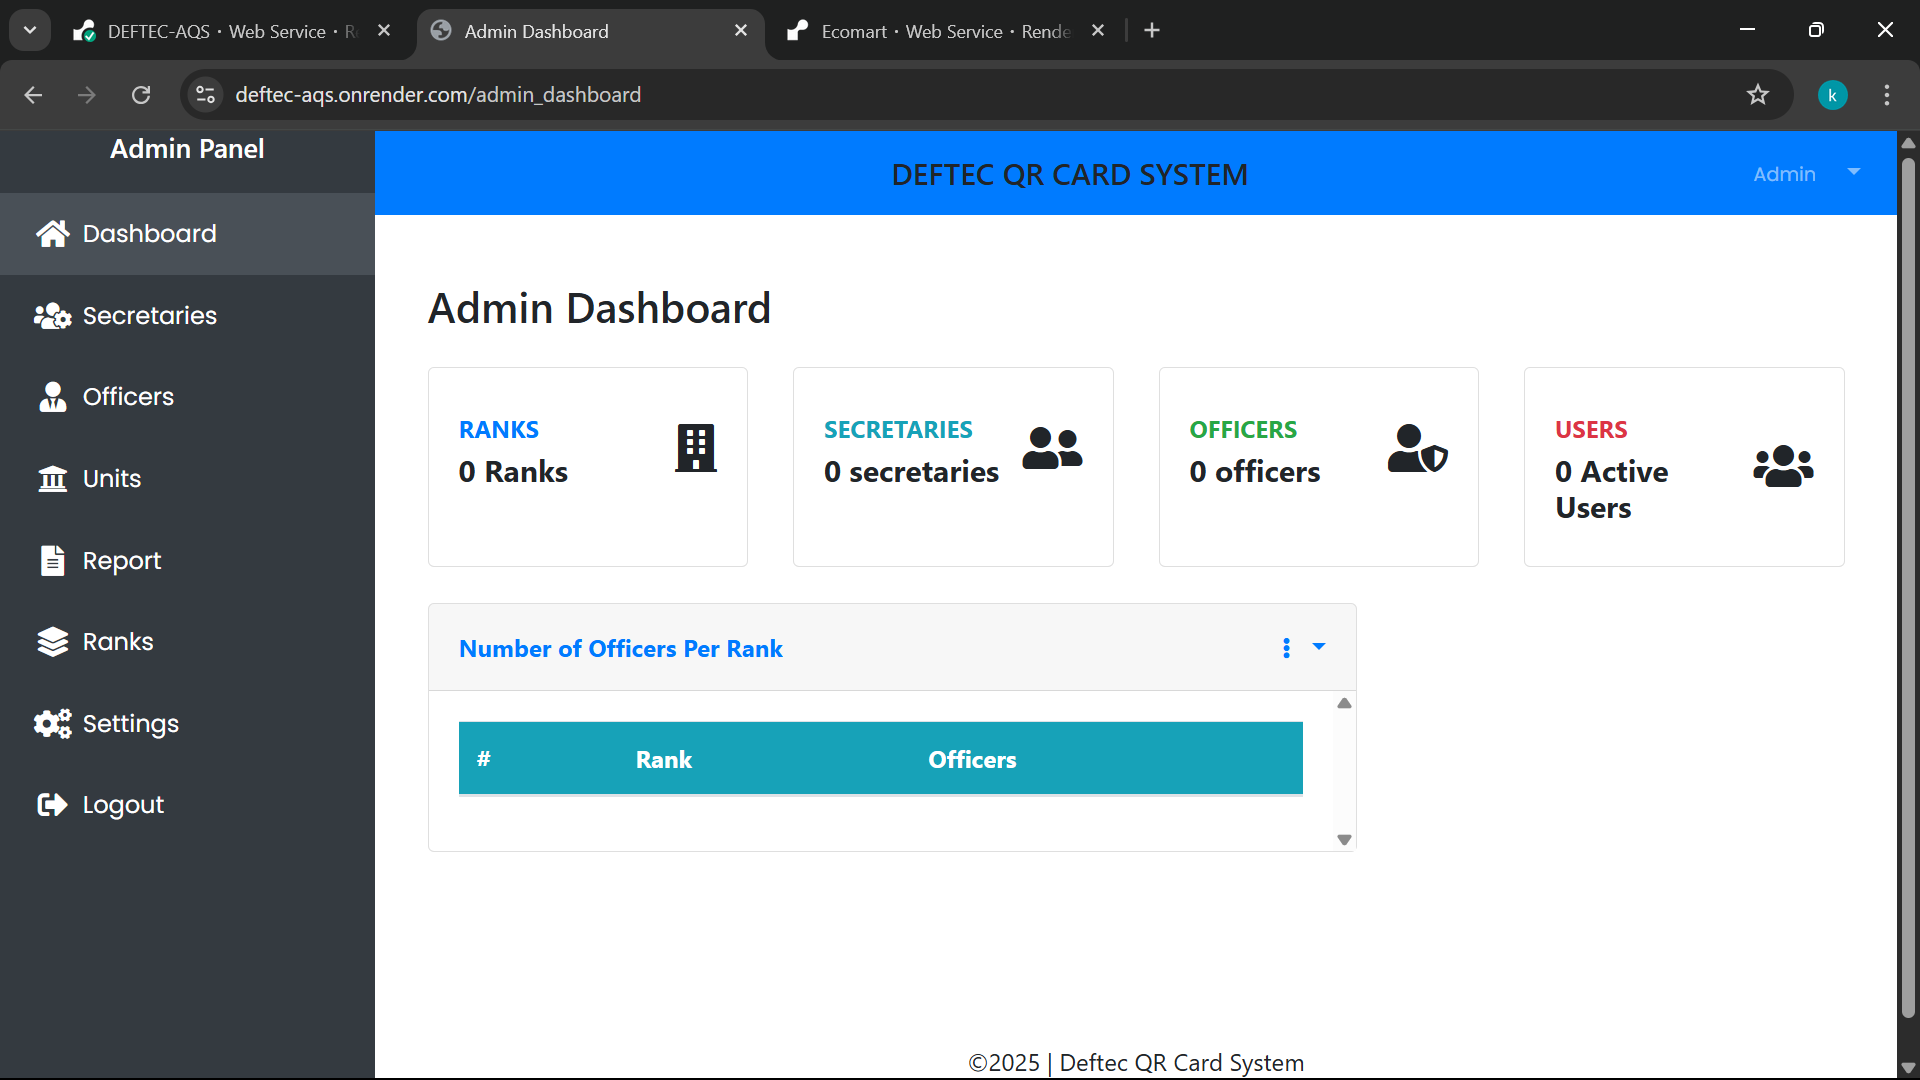 DEFTEC-AQS · Web Service ·
Admin Dashboard
Ecomart · Web Service · Rende
deftec-aqs.onrender.com/admin_dashboard
k
Admin Panel
Dashboard
Secretaries
Officers
Units
Report
Ranks
Settings
Logout
DEFTEC QR CARD SYSTEM
Admin
Admin Dashboard
RANKS
0 Ranks
SECRETARIES
0 secretaries
OFFICERS
0 officers
USERS
0 Active
Users
Number of Officers Per Rank
# Rank Officers
©2025 | Deftec QR Card System